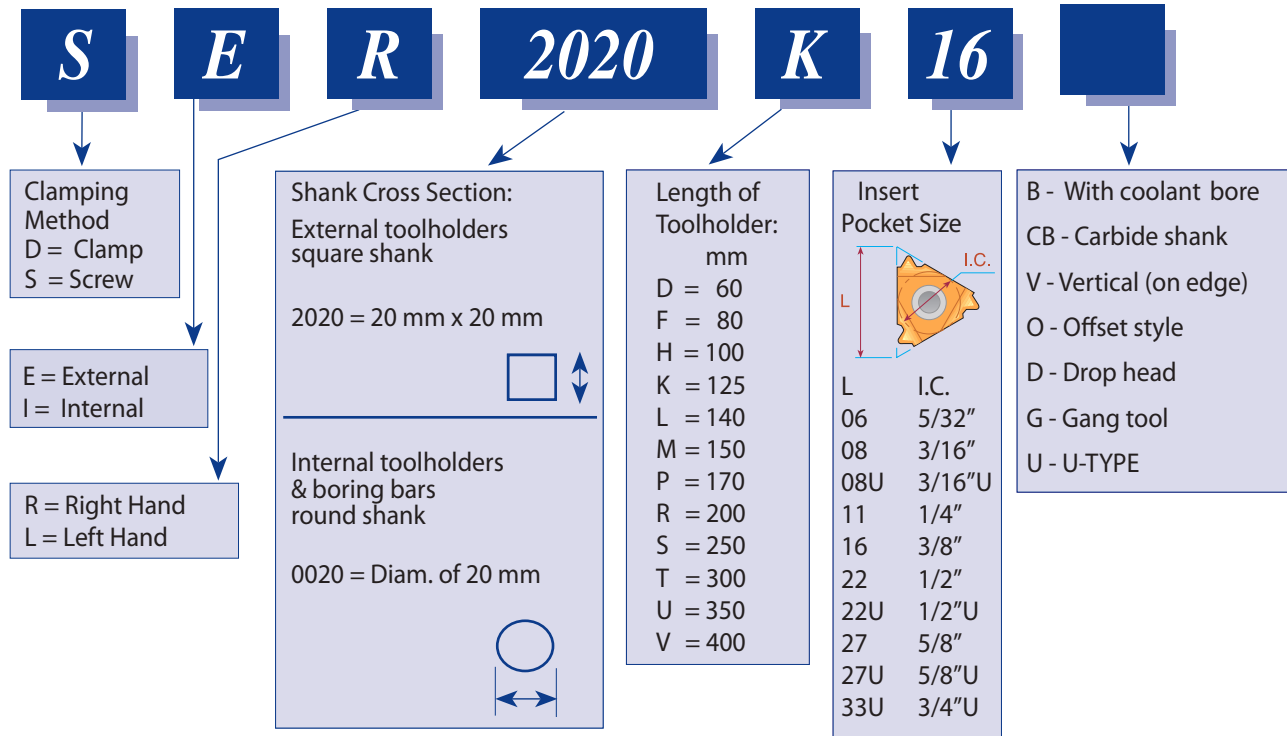 S E R 2020 K 16
Clamping
Method
D = Clamp
S = Screw
E = External
I = Internal
R = Right Hand
L = Left Hand
Shank Cross Section:
External toolholders
square shank
2020 = 20 mm x 20 mm
Internal toolholders
& boring bars
round shank
0020 = Diam. of 20 mm
Length of
Toolholder:
mm
D = 60
F = 80
H = 100
K = 125
L = 140
M = 150
P = 170
R = 200
S = 250
T = 300
U = 350
V = 400
Insert
Pocket Size
I.C.
L
L I.C.
06 5/32"
08 3/16"
08U 3/16"U
11 1/4"
16 3/8"
22 1/2"
22U 1/2"U
27 5/8"
27U 5/8"U
33U 3/4"U
B - With coolant bore
CB - Carbide shank
V - Vertical (on edge)
O - Offset style
D - Drop head
G - Gang tool
U - U-TYPE